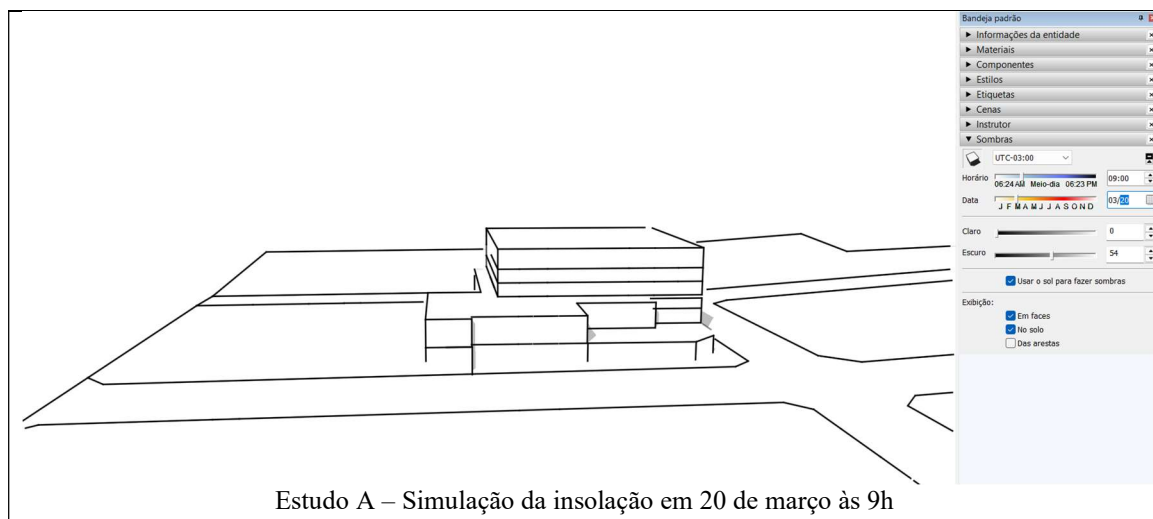 Bandeja padrão
Informações da entidade
Materiais
Componentes
Estilos
Etiquetas
Cenas
Instrutor
Sombras
UTC-03:00
Horário 06:24 AM Meio-dia 06:23 PM 09:00
Data J F M A M J J A S O N D 03/20
Claro 0
Escuro 54
Usar o sol para fazer sombras
Exibição:
Em faces
No solo
Das arestas
Estudo A – Simulação da insolação em 20 de março às 9h